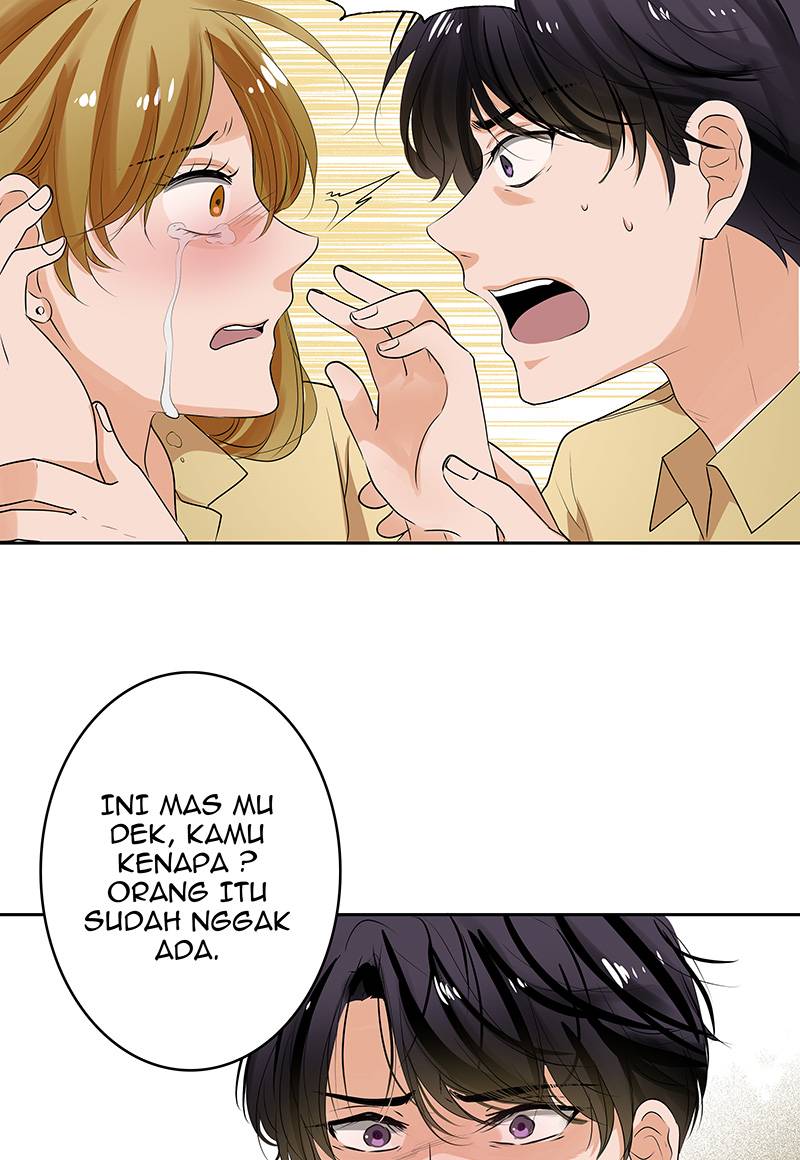 INI MAS MU
DEK, KAMU
KENAPA ?
ORANG ITU
SUDAH NGGAK
ADA.